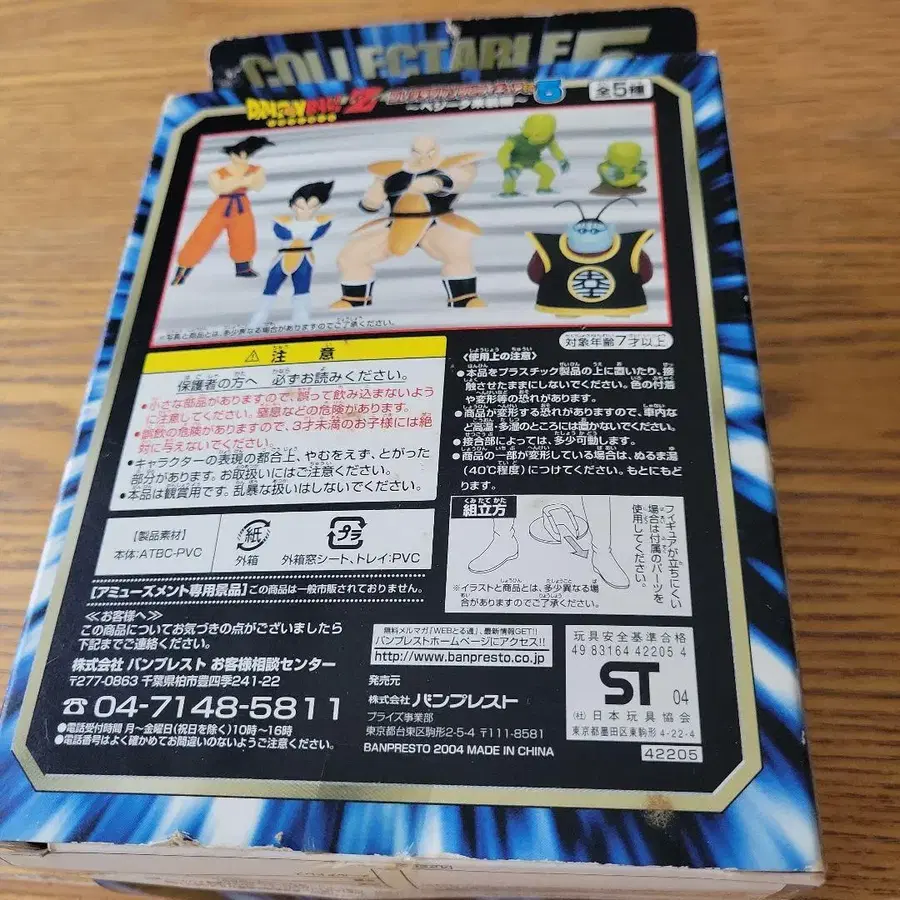 COLLECTABLE
DRAGONBALL Z
〜ベジータ来襲編〜
全5種
※写真と商品とは、多少異なる場合がありますのでご了承ください。
対象年齢7才以上
⚠注 意
保護者の方へ 必ずお読みください。
●小さな部品がありますので、誤って飲み込まないよう
に注意してください。窒息などの危険があります。
●誤飲の危険がありますので、3才未満のお子様には絶
対に与えないでください。
●キャラクターの表現の都合上、やむをえず、とがった
部分があります。お取扱いにはご注意ください。
●本品は観賞用です。乱暴な扱いはしないでください。
〈使用上の注意〉
●本品をプラスチック製品の上に置いたり、接
触させたままにしないでください。色の付着
や変形等の恐れがあります。
●商品が変形する恐れがありますので、車内な
ど高温・多湿のところには置かないでください。
●接合部によっては、多少可動します。
●商品の一部が変形している場合は、ぬるま湯
(40℃程度)につけてください。もとにもど
ります。
【製品素材】
本体:ATBC-PVC
紙
外箱
プラ
外箱窓シート、トレイ:PVC
組立方
フィギュアが立ちにくい
場合は付属のパーツを
使用してください。
※イラストと商品とは、多少異なる場
合がありますのでご了承ください。
【アミューズメント専用景品】この商品は一般市販されておりません。
≪お客様へ≫
この商品についてお気づきの点がございましたら
下記までご連絡ください。
株式会社 バンプレスト お客様相談センター
〒277-0863 千葉県柏市豊四季241-22
☎04-7148-5811
●電話受付時間 月〜金曜日(祝日を除く)10時〜16時
●電話番号はよく確かめてお間違いのないようご注意ください。
無料メルマガ「WEBとる通」、最新情報GET!!
バンプレストホームページにアクセス!!
http://www.banpresto.co.jp
発売元
株式会社 バンプレスト
プライズ事業部
東京都台東区駒形2-5-4 〒111-8581
BANPRESTO 2004 MADE IN CHINA
玩具安全基準合格
49 83164 42205 4
ST 04
(社)日本玩具協会
東京都墨田区東駒形 4-22-4
42205